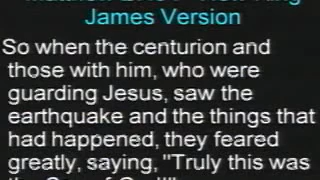 James Version
So when the centurion and
those with him, who were
guarding Jesus, saw the
earthquake and the things that
had happened, they feared
greatly, saying, "Truly this was